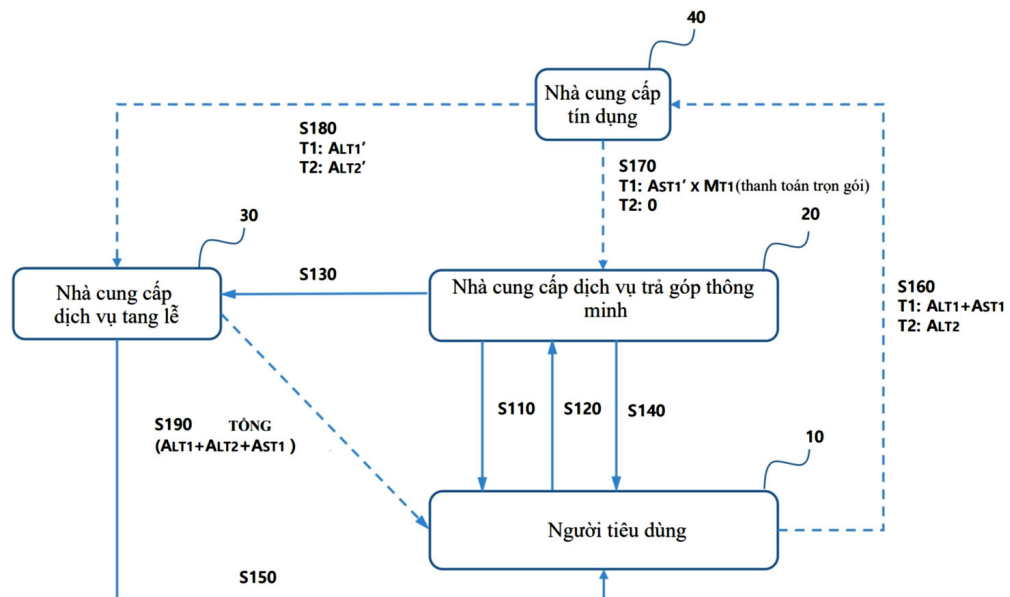 40
Nhà cung cấp
tín dụng
S180
T1: ALT1′
T2: ALT2′
S170
T1: AST1′ x MT1 (thanh toán trọn gói)
T2: 0
20
30
S130
Nhà cung cấp
dịch vụ tang lễ
Nhà cung cấp dịch vụ trả góp thông
minh
S160
T1: ALT1+AST1
T2: ALT2
S110
S120
S140
S190 TỔNG
(ALT1+ALT2+AST1 )
10
Người tiêu dùng
S150